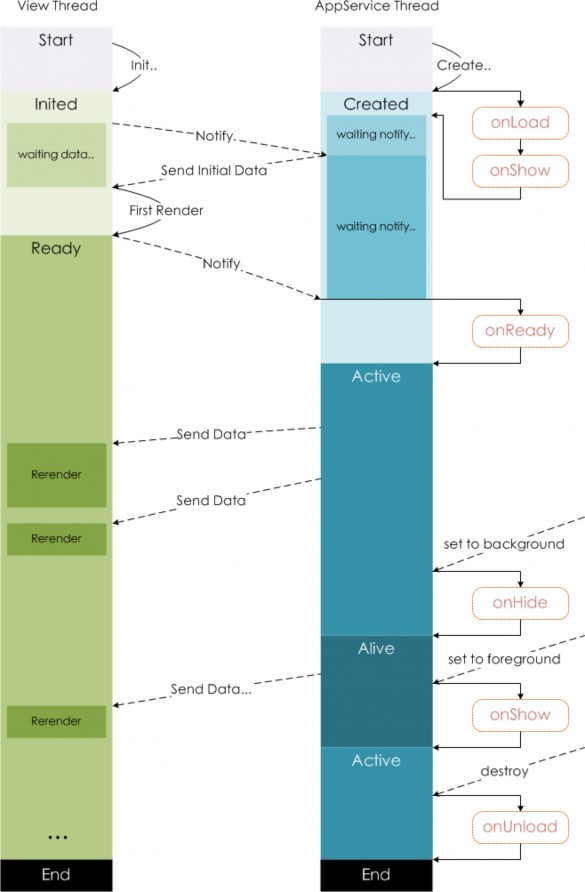 View Thread
AppService Thread
Start
Start
Init..
Create..
Inited
Created
onLoad
waiting notify..
Notify.
waiting data..
Send Initial Data
onShow
First Render
waiting notify..
Ready
Notify.
onReady
Active
Send Data
Rerender
Send Data
Rerender
set to background
onHide
Alive
set to foreground
Send Data...
onShow
Rerender
Active
destroy
onUnload
...
End
End